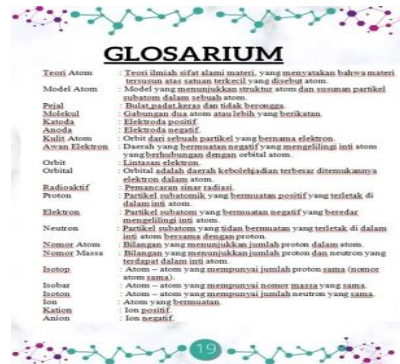 GLOSARIUM
Teori Atom : Teori ilmiah sifat alami materi, yang menyatakan bahwa materi
tersusun atas satuan terkecil yang disebut atom.
Model Atom : Model yang menunjukkan struktur atom dan susunan partikel
subatom dalam sebuah atom.
Pejal : Bulat,padat,keras dan tidak berongga.
Molekul : Gabungan dua atom atau lebih yang berikatan.
Katoda : Elektroda positif.
Anoda : Elektroda negatif.
Kulit Atom : Orbit dari sebuah partikel yang bernama elektron
Awan Elektron : Daerah yang bermuatan negatif yang mengelilingi inti atom
yang berhubungan dengan orbital atom.
Orbit : Lintasan elektron.
Orbital : Orbital adalah daerah kebolehjadian terbesar ditemukannya
elektron dalam atom.
Radioaktif : Pemancaran sinar radiasi.
Proton : Partikel subatomik yang bermuatan positif yang terletak di
dalam inti atom.
Elektron : Partikel subatom yang bermuatan negatif yang beredar
mengelilingi inti atom.
Neutron : Partikel subatom yang tidan bermuatan yang terletak di dalam
inti atom bersama dengan proton.
Nomor Atom : Bilangan yang menunjukkan jumlah proton dalam atom.
Nomor Massa : Bilangan yang menunjukkan jumlah proton dan neutron yang
terdapat dalam inti atom.
Isotop : Atom – atom yang mempunyai jumlah proton sama (nomor
atom sama).
Isobar : Atom – atom yang mempunyai nomor massa yang sama.
Isoton : Atom – atom yang mempunyai jumlah neutron yang sama.
Ion : Atom yang bermuatan.
Kation : Ion positif.
Anion : Ion negatif.
19